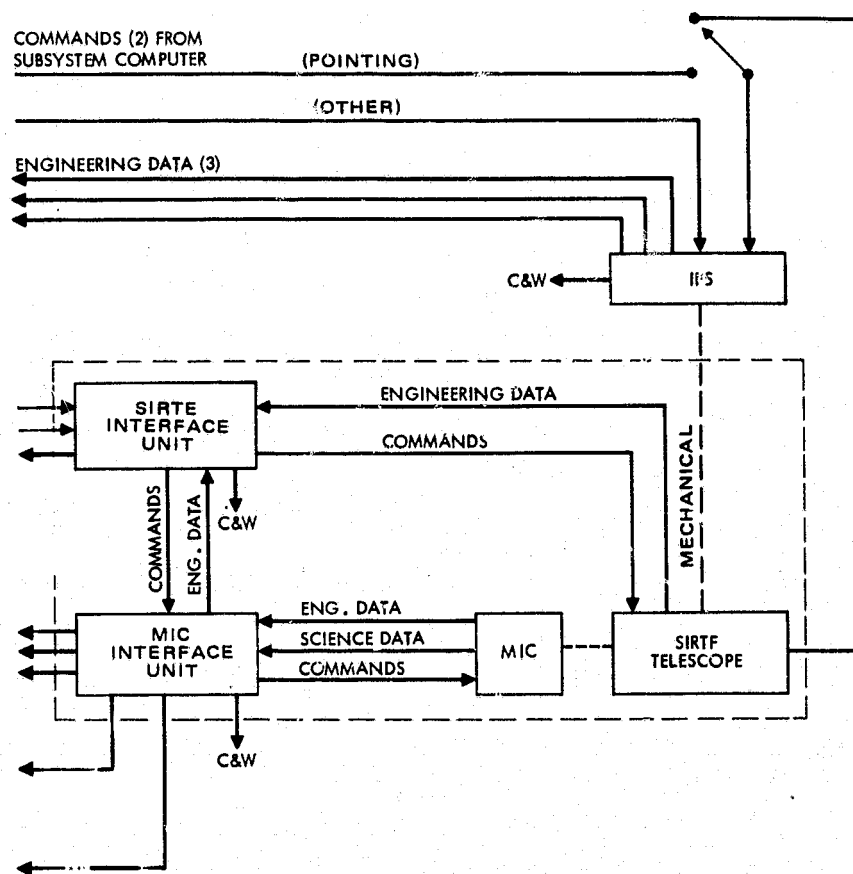 COMMANDS (2) FROM
SUBSYSTEM COMPUTER
(POINTING)
(OTHER)
ENGINEERING DATA (3)
C&W
IPS
SIRTE
INTERFACE
UNIT
ENGINEERING DATA
COMMANDS
MECHANICAL
COMMANDS
ENG. DATA
C&W
MIC
INTERFACE
UNIT
ENG. DATA
SCIENCE DATA
COMMANDS
MIC
SIRTF
TELESCOPE
C&W